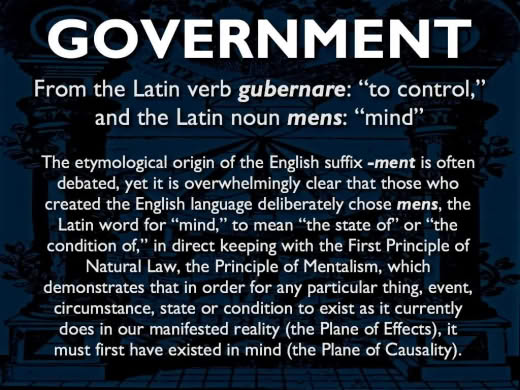 GOVERNMENT
From the Latin verb gubernare: “to control,”
and the Latin noun mens: “mind”
The etymological origin of the English suffix -ment is often
debated, yet it is overwhelmingly clear that those who
created the English language deliberately chose mens, the
Latin word for “mind,” to mean “the state of” or “the
condition of,” in direct keeping with the First Principle of
Natural Law, the Principle of Mentalism, which
demonstrates that in order for any particular thing, event,
circumstance, state or condition to exist as it currently
does in our manifested reality (the Plane of Effects), it
must first have existed in mind (the Plane of Causality).